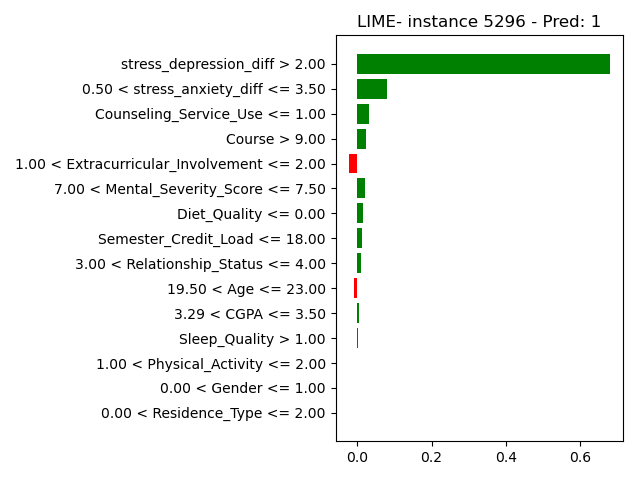 LIME- instance 5296 - Pred: 1
stress_depression_diff > 2.00
0.50 < stress_anxiety_diff <= 3.50
Counseling_Service_Use <= 1.00
Course > 9.00
1.00 < Extracurricular_Involvement <= 2.00
7.00 < Mental_Severity_Score <= 7.50
Diet_Quality <= 0.00
Semester_Credit_Load <= 18.00
3.00 < Relationship_Status <= 4.00
19.50 < Age <= 23.00
3.29 < CGPA <= 3.50
Sleep_Quality > 1.00
1.00 < Physical_Activity <= 2.00
0.00 < Gender <= 1.00
0.00 < Residence_Type <= 2.00
0.0 0.2 0.4 0.6